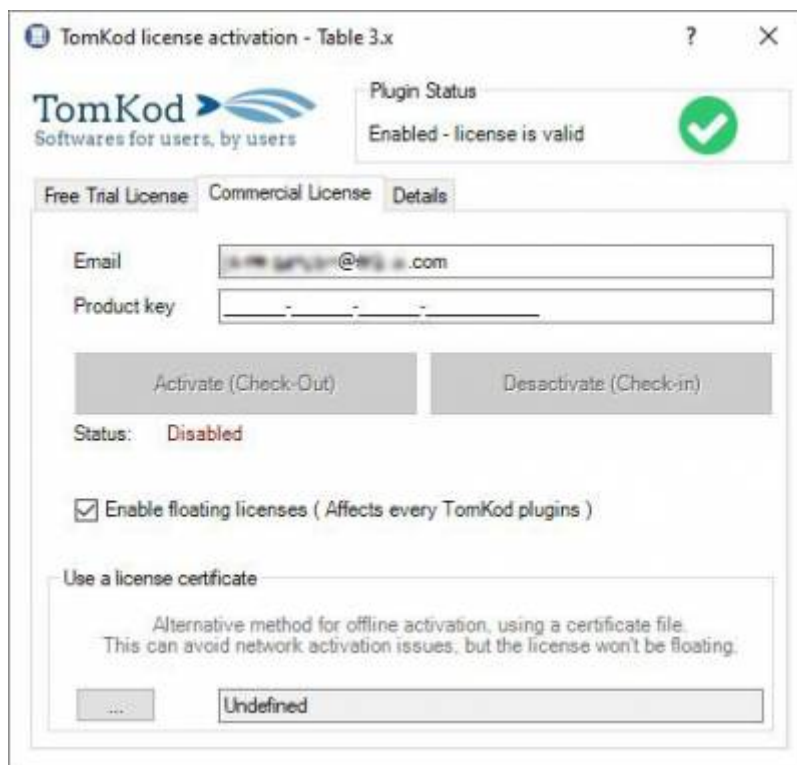 TomKod license activation - Table 3.x
?
TomKod
Softwares for users, by users
Plugin Status
Enabled - license is valid
Free Trial License
Commercial License
Details
Email
@
.com
Product key
Activate (Check-Out)
Desactivate (Check-in)
Status:
Disabled
Enable floating licenses ( Affects every TomKod plugins )
Use a license certificate
Alternative method for offline activation, using a certificate file.
This can avoid network activation issues, but the license won't be floating.
...
Undefined